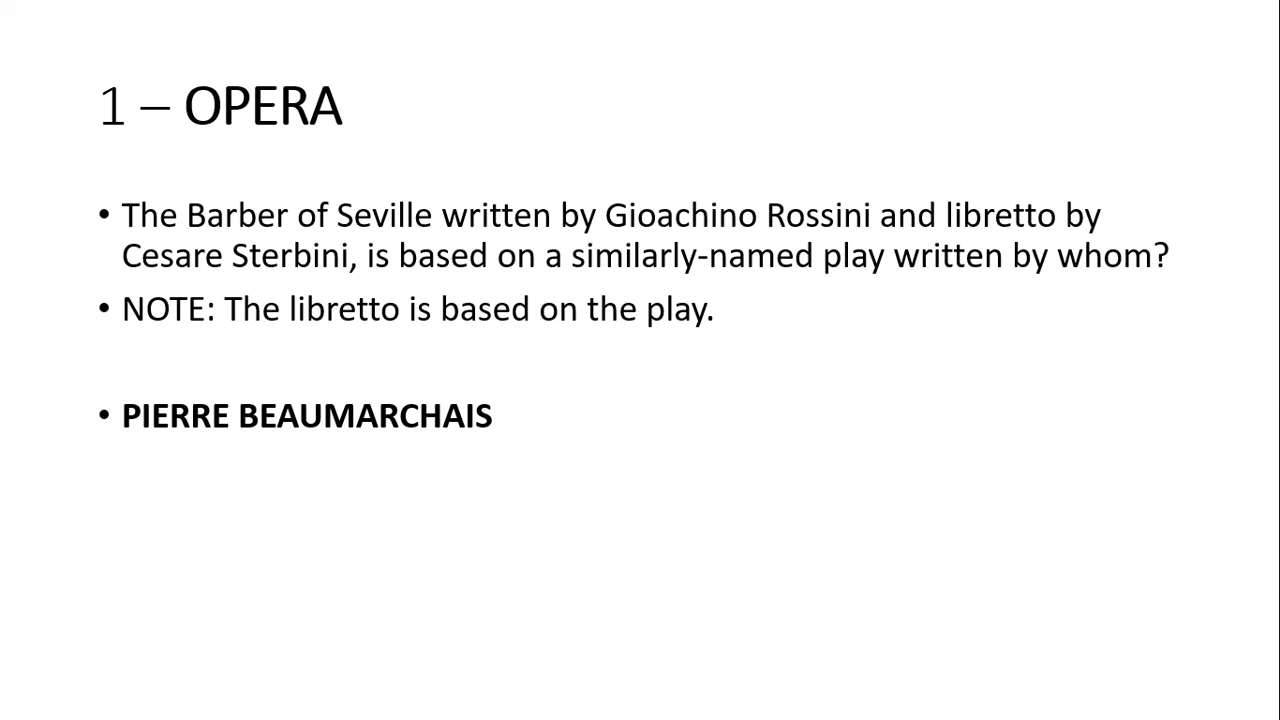 1 – OPERA
• The Barber of Seville written by Gioachino Rossini and libretto by
Cesare Sterbini, is based on a similarly-named play written by whom?
• NOTE: The libretto is based on the play.
• PIERRE BEAUMARCHAIS